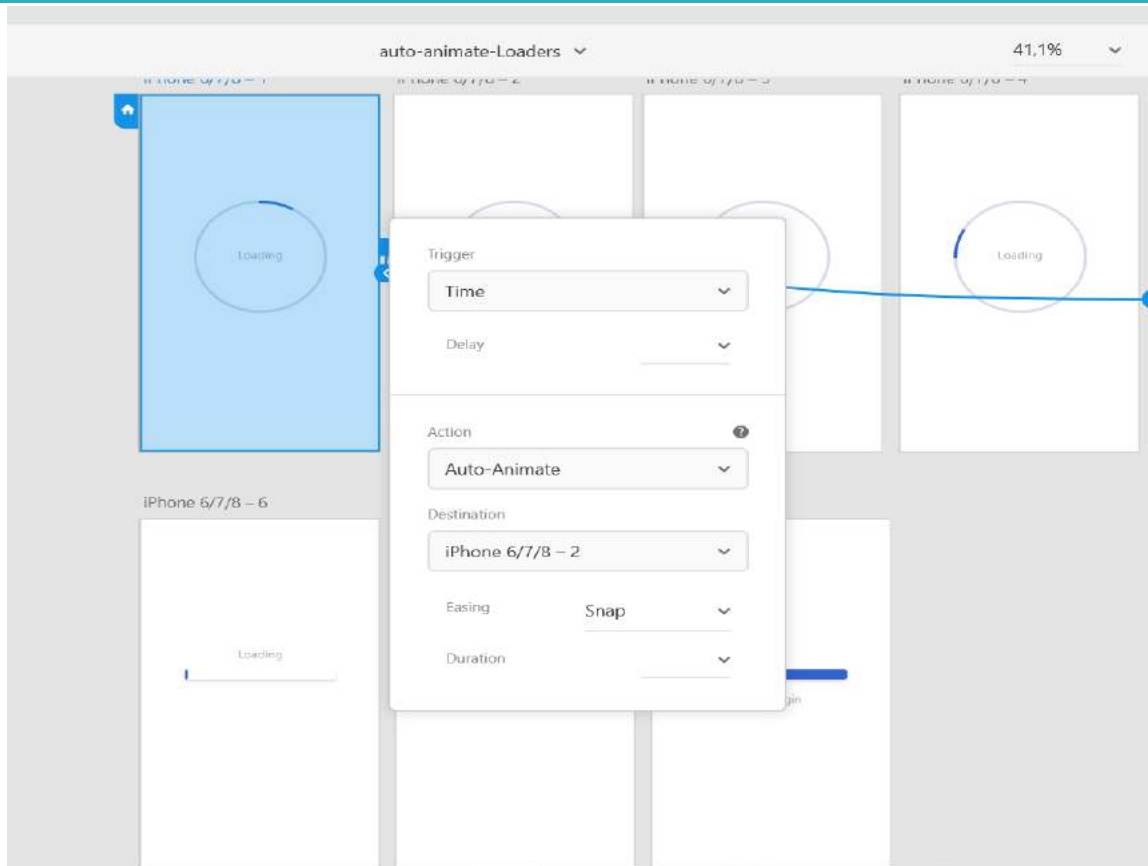 auto-animate-Loaders
41,1%
Loading
Loading
Trigger
Time
Delay
Action
Auto-Animate
Destination
iPhone 6/7/8 – 2
Easing
Snap
Duration
iPhone 6/7/8 – 6
Loading
gin